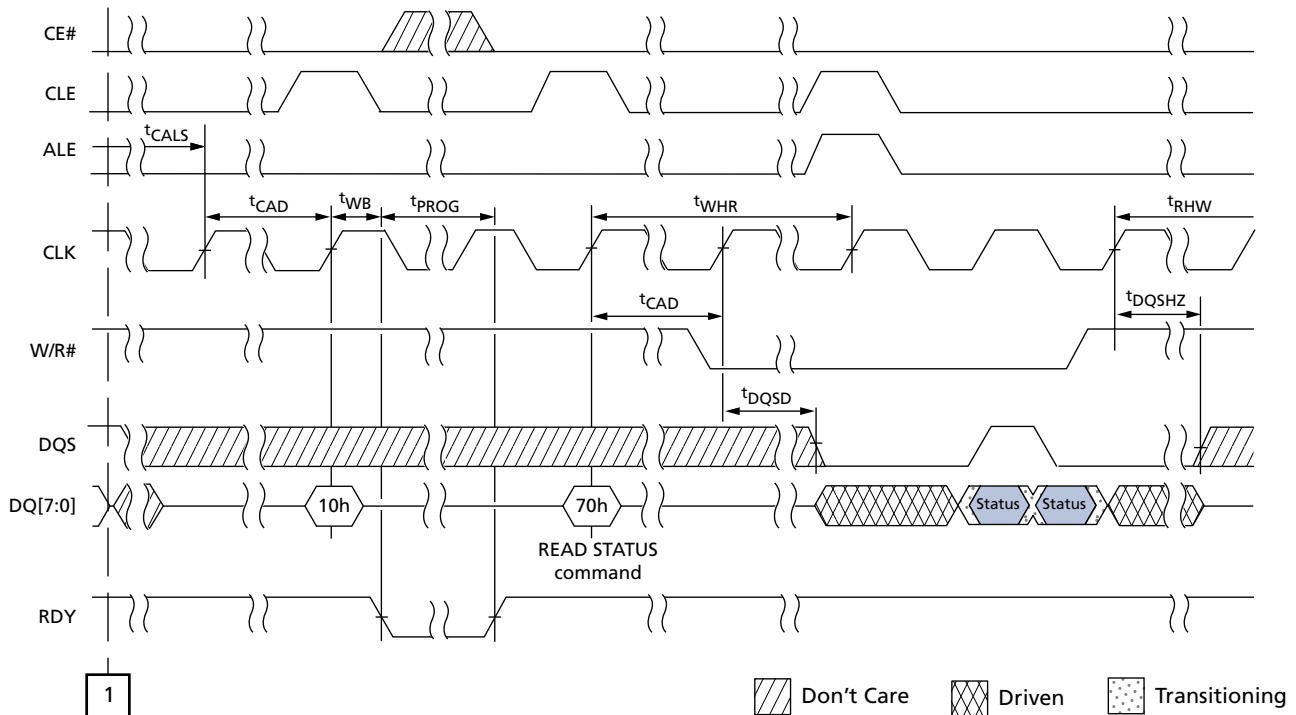 CE#
CLE
tCALS
ALE
tCAD
tWB
tPROG
tWHR
tRHW
CLK
tCAD
tDQSHZ
W/R#
tDQSD
DQS
DQ[7:0]
10h
70h
Status
Status
READ STATUS
command
RDY
1
Don't Care
Driven
Transitioning